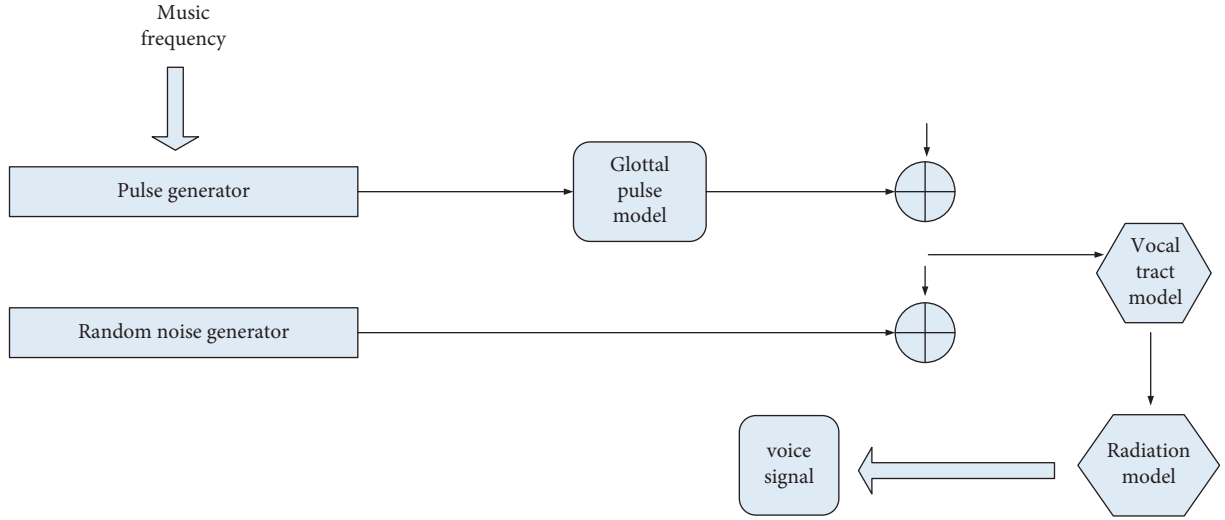 Music
frequency
Pulse generator
Glottal
pulse
model
Vocal
tract
model
Random noise generator
voice
signal
Radiation
model